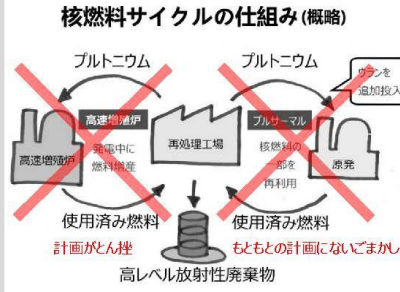 核燃料サイクルの仕組み(概略)
プルトニウム
プルトニウム
ウランを
追加投入
高速増殖炉
プルサーマル
発電中に
燃料増産
核燃料の
一部を
再利用
高速増殖炉
再処理工場
原発
使用済み燃料
使用済み燃料
計画がとん挫
もともとの計画にないごまかし
高レベル放射性廃棄物